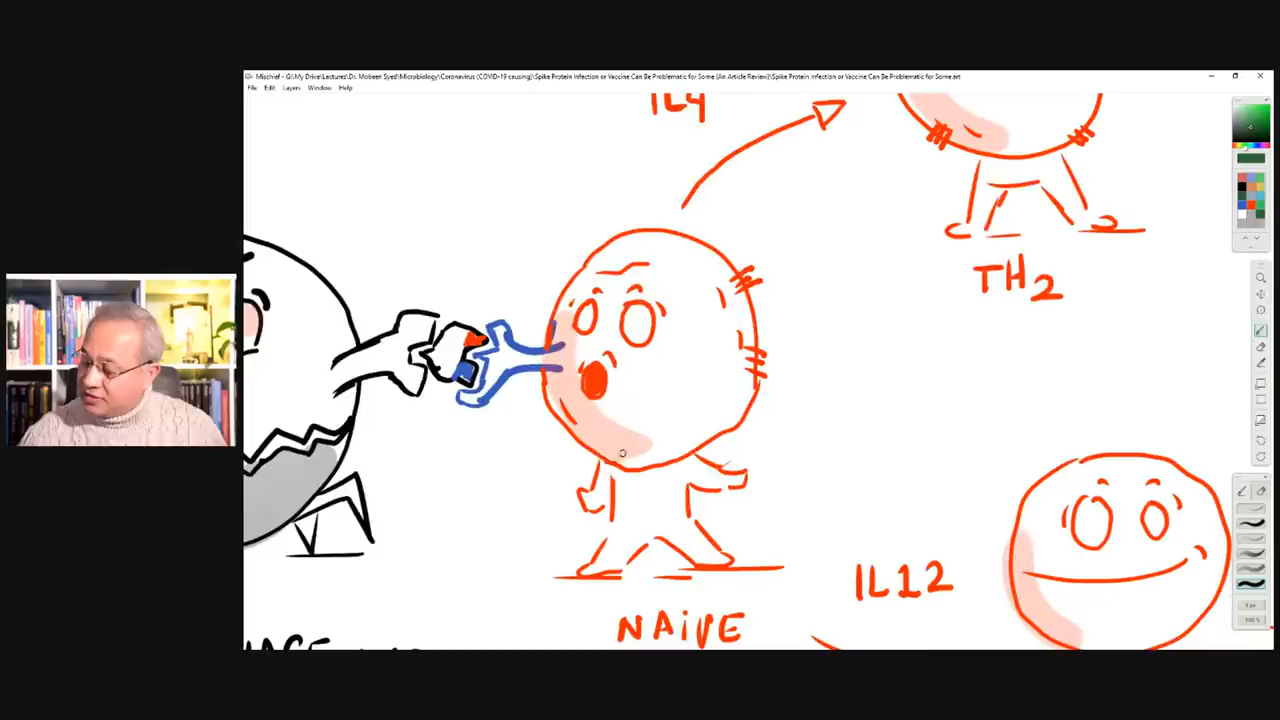 Mischief - G:\My Drive\Lectures\Dr. Mobeen Syed\Microbiology\Coronavirus (COVID-19 causing)\Spike Protein Infection or Vaccine Can Be Problematic for Some (An Article Review)\Spike Protein Infection or Vaccine Can Be Problematic for Some.art
File Edit Layers Window Help
IL4
TH2
IL12
NAiVE